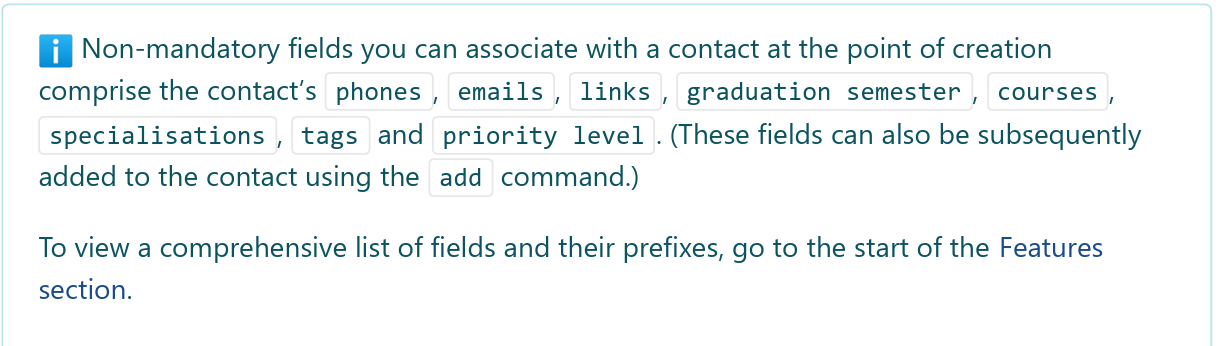 ℹ️ Non-mandatory fields you can associate with a contact at the point of creation
comprise the contact’s phones, emails, links, graduation semester, courses,
specialisations, tags and priority level. (These fields can also be subsequently
added to the contact using the add command.)
To view a comprehensive list of fields and their prefixes, go to the start of the Features
section.